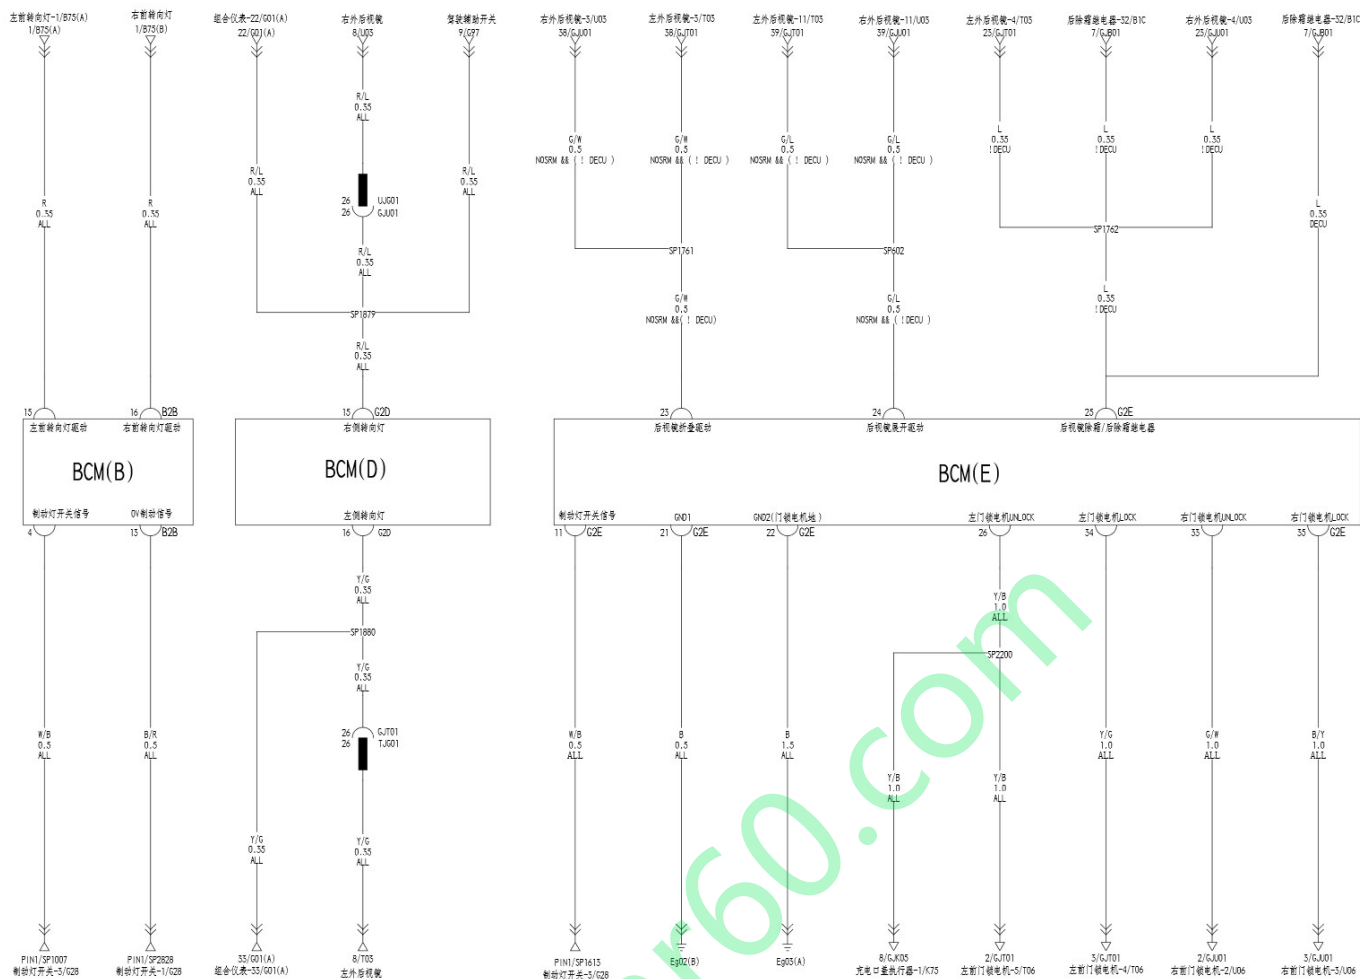 左前转向灯-1/B75(A)
1/B75(A)
右前转向灯
1/B75(B)
组合仪表-22/G01(A)
22/G01(A)
右外后视镜
8/U03
驾驶辅助开关
9/G97
右外后视镜-3/U03
38/GJU01
左外后视镜-3/T03
38/GJT01
左外后视镜-11/T03
39/GJT01
右外后视镜-11/U03
39/GJU01
左外后视镜-4/T03
23/GJT01
后除霜继电器-32/B1C
7/GJB01
右外后视镜-4/U03
23/GJU01
后除霜继电器-32/B1C
7/GJB01
R
0.35
ALL
R
0.35
ALL
R/L
0.35
ALL
R/L
0.35
ALL
R/L
0.35
ALL
26 UJG01
26 GJU01
R/L
0.35
ALL
SP1879
R/L
0.35
ALL
G/W
0.5
NOSRM && ( ! DECU )
G/W
0.5
NOSRM && ( ! DECU )
G/L
0.5
NOSRM && ( ! DECU )
G/L
0.5
NOSRM && ( ! DECU )
L
0.35
! DECU
L
0.35
! DECU
L
0.35
! DECU
L
0.35
DECU
SP1761
SP602
SP1762
G/W
0.5
NOSRM && ( ! DECU)
G/L
0.5
NOSRM && ( ! DECU )
L
0.35
! DECU
15
16 B2B
15 G2D
23
24
25 G2E
左前转向灯驱动
右前转向灯驱动
右侧转向灯
后视镜折叠驱动
后视镜展开驱动
后视镜除霜/后除霜继电器
BCM(B)
BCM(D)
BCM(E)
制动灯开关信号
0V制动信号
左侧转向灯
制动灯开关信号
GND1
GND2(门锁电机地)
左门锁电机UNLOCK
左门锁电机LOCK
右门锁电机UNLOCK
右门锁电机LOCK
4
13 B2B
16 G2D
11 G2E
21 G2E
22 G2E
26
34
33
35 G2E
Y/G
0.35
ALL
SP1880
Y/G
0.35
ALL
26 GJT01
26 TJG01
Y/B
1.0
ALL
SP2200
W/B
0.5
ALL
B/R
0.5
ALL
Y/G
0.35
ALL
Y/G
0.35
ALL
W/B
0.5
ALL
B
0.5
ALL
B
1.5
ALL
Y/B
1.0
ALL
Y/B
1.0
ALL
Y/G
1.0
ALL
G/W
1.0
ALL
B/Y
1.0
ALL
PIN1/SP1007
制动灯开关-3/G28
PIN1/SP2828
制动灯开关-1/G28
33/G01(A)
组合仪表-33/G01(A)
8/T03
左外后视镜
PIN1/SP1613
制动灯开关-3/G28
Eg02(B)
Eg03(A)
8/GJK05
充电口盖执行器-1/K75
2/GJT01
左前门锁电机-5/T06
3/GJT01
左前门锁电机-4/T06
2/GJU01
右前门锁电机-2/U06
3/GJU01
右前门锁电机-3/U06
r60.com